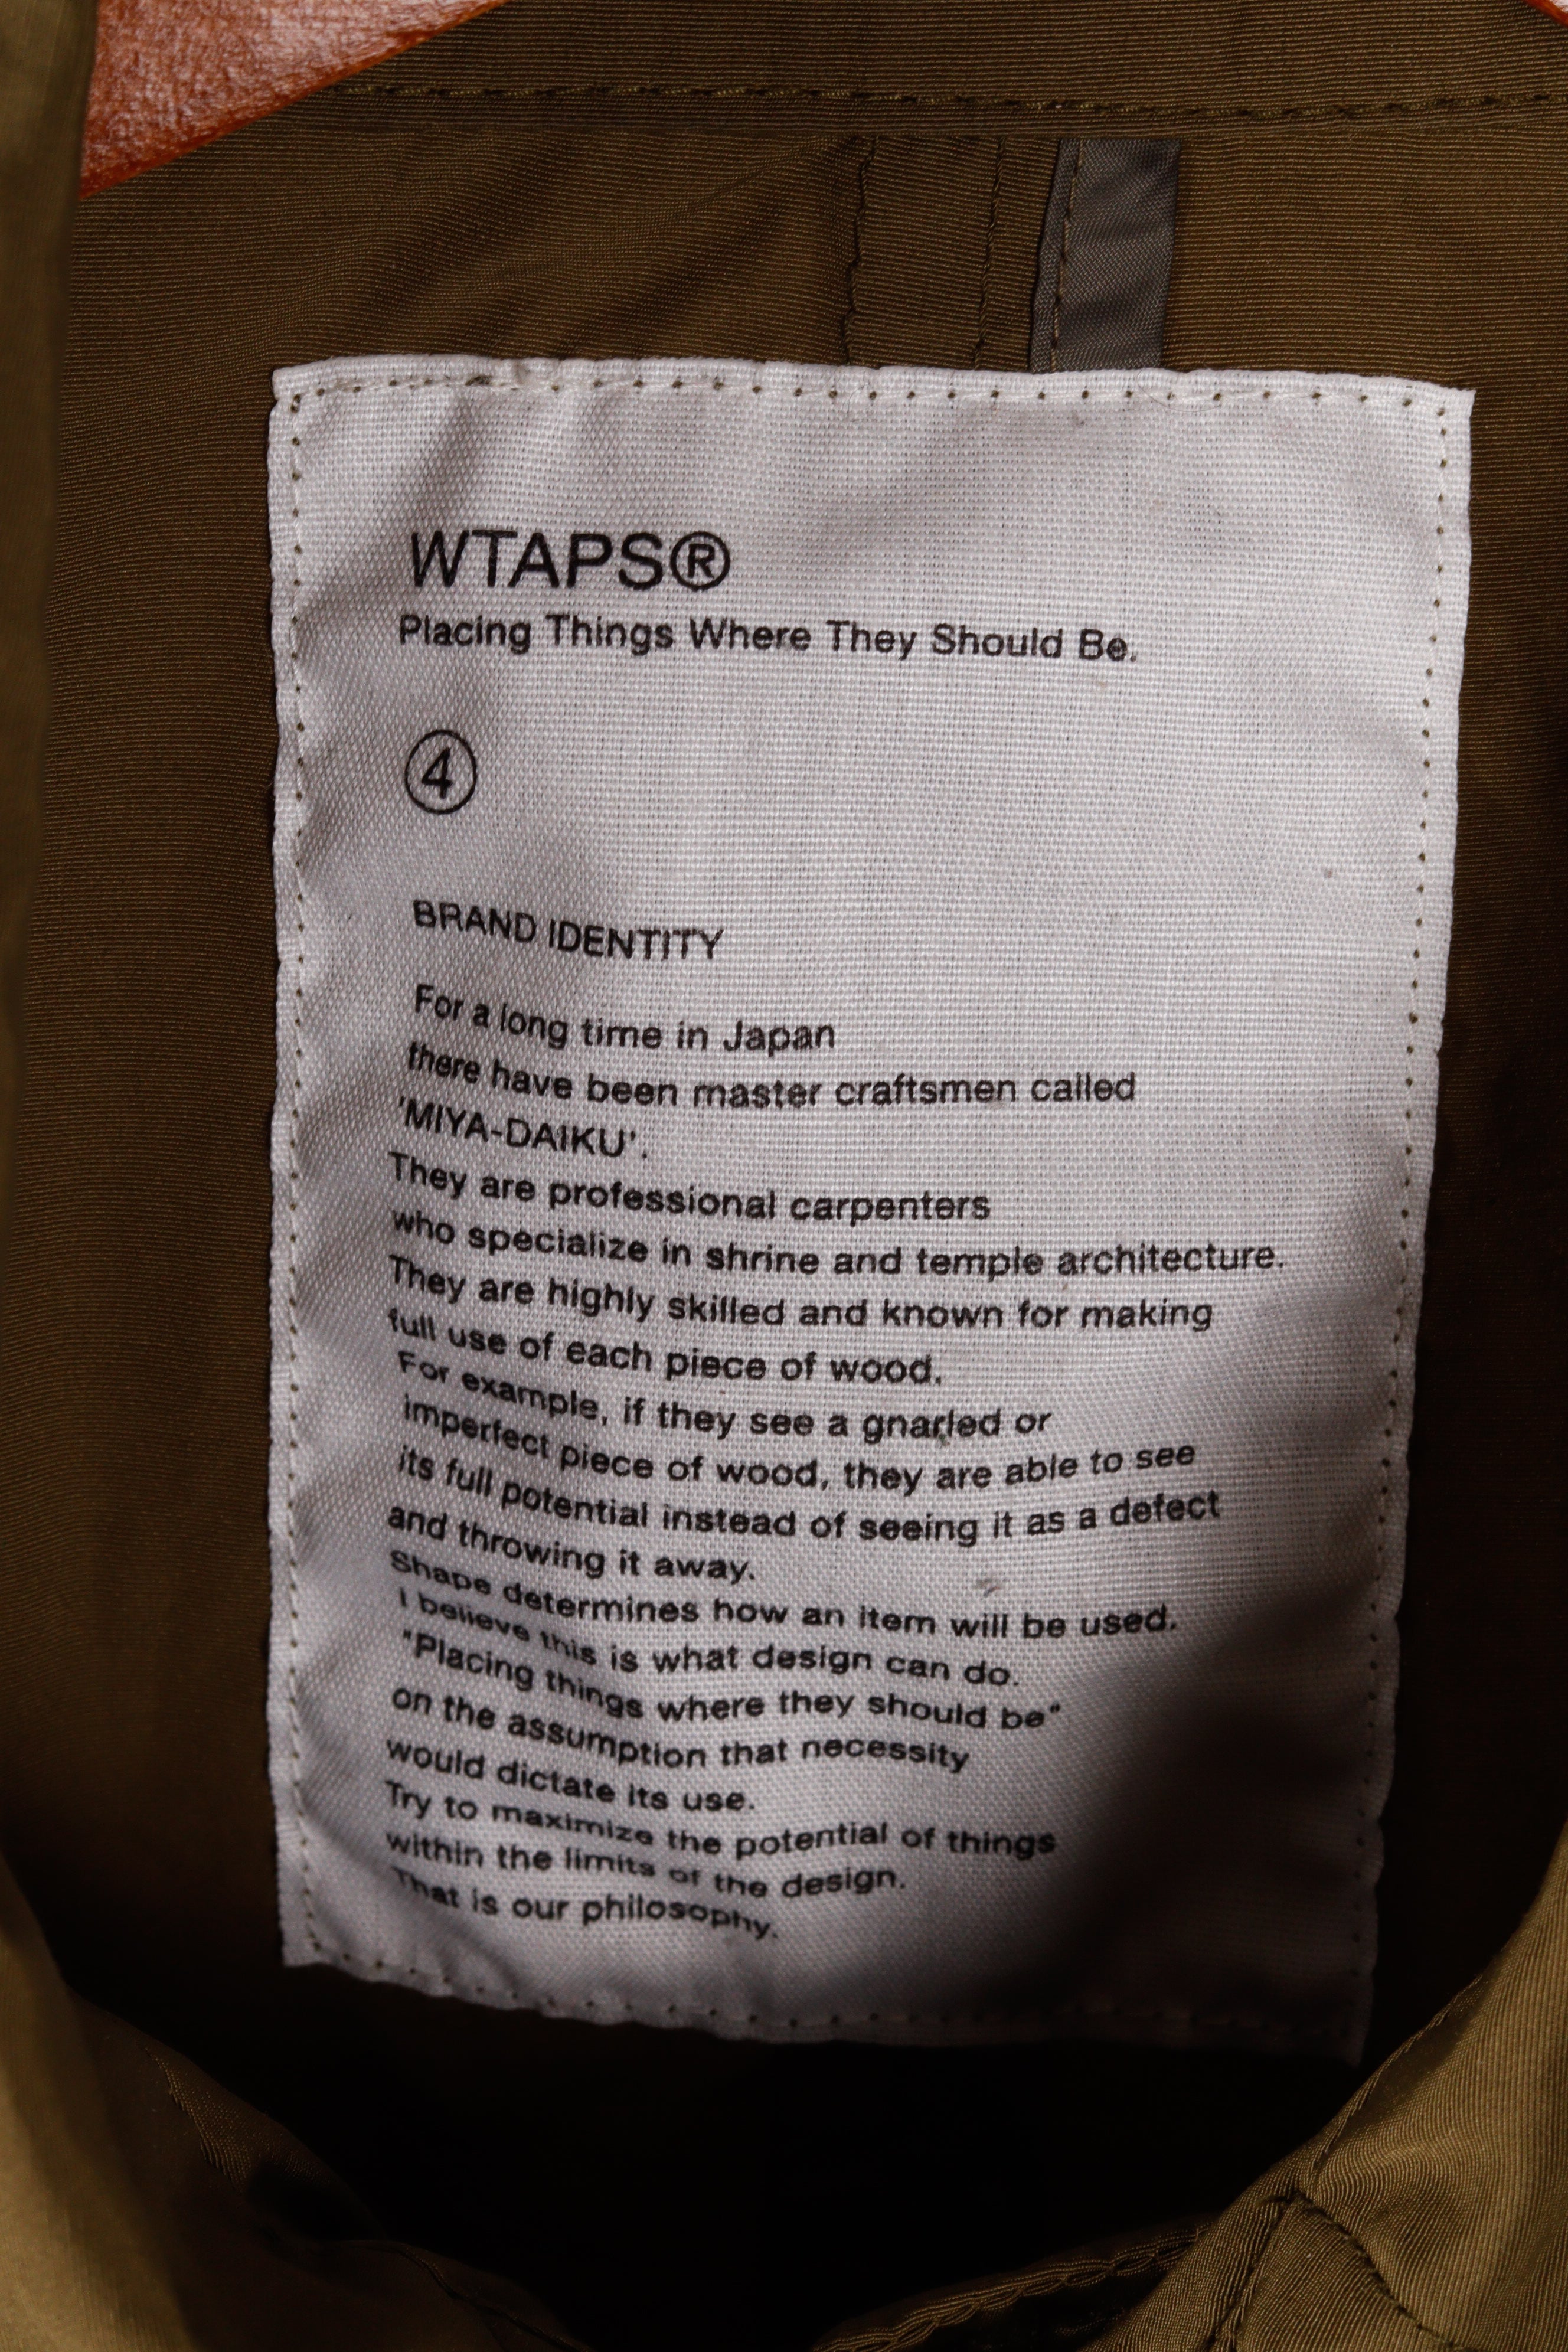 WTAPS®
Placing Things Where They Should Be.
④
BRAND IDENTITY
For a long time in Japan
there have been master craftsmen called
'MIYA-DAIKU'.
They are professional carpenters
who specialize in shrine and temple architecture.
They are highly skilled and known for making
full use of each piece of wood.
For example, if they see a gnarled or
imperfect piece of wood, they are able to see
its full potential instead of seeing it as a defect
and throwing it away.
Shape determines how an item will be used.
I believe this is what design can do.
"Placing things where they should be"
on the assumption that necessity
would dictate its use.
Try to maximize the potential of things
within the limits of the design.
That is our philosophy.